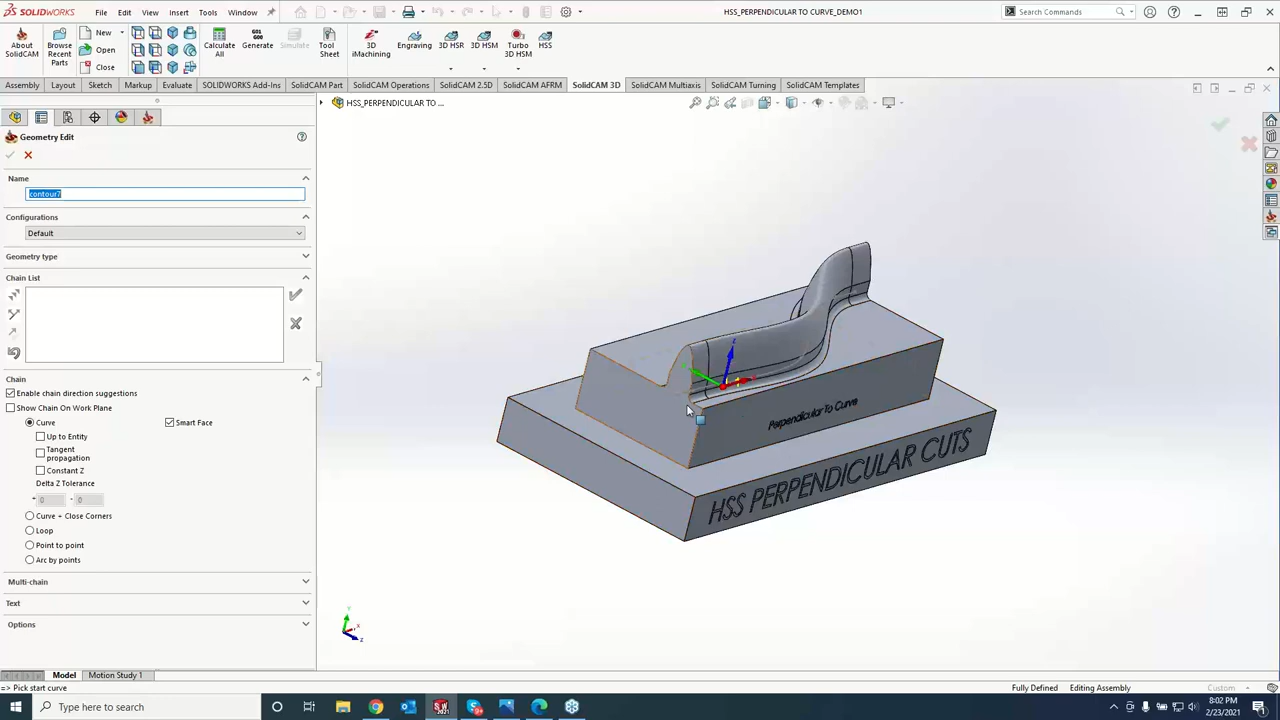 SOLIDWORKS File Edit View Insert Tools Window HSS_PERPENDICULAR TO CURVE_DEMO1 Search Commands
About SolidCAM Browse Recent Parts New Open Close Calculate All Generate Simulate Tool Sheet 3D iMachining Engraving 3D HSR 3D HSM Turbo 3D HSM HSS
Assembly Layout Sketch Markup Evaluate SOLIDWORKS Add-Ins SolidCAM Part SolidCAM Operations SolidCAM 2.5D SolidCAM AFRM SolidCAM 3D SolidCAM Multiaxis SolidCAM Turning SolidCAM Templates
HSS_PERPENDICULAR TO ...
Geometry Edit
Name
contour7
Configurations
Default
Geometry type
Chain List
Chain
Enable chain direction suggestions
Show Chain On Work Plane
Curve Smart Face
Up to Entity
Tangent propagation
Constant Z
Delta Z Tolerance
+ 0 - 0
Curve + Close Corners
Loop
Point to point
Arc by points
Multi-chain
Text
Options
Perpendicular To Curve
HSS PERPENDICULAR CUTS
Model Motion Study 1
=> Pick start curve Fully Defined Editing Assembly Custom
Type here to search
8:02 PM
2/23/2021